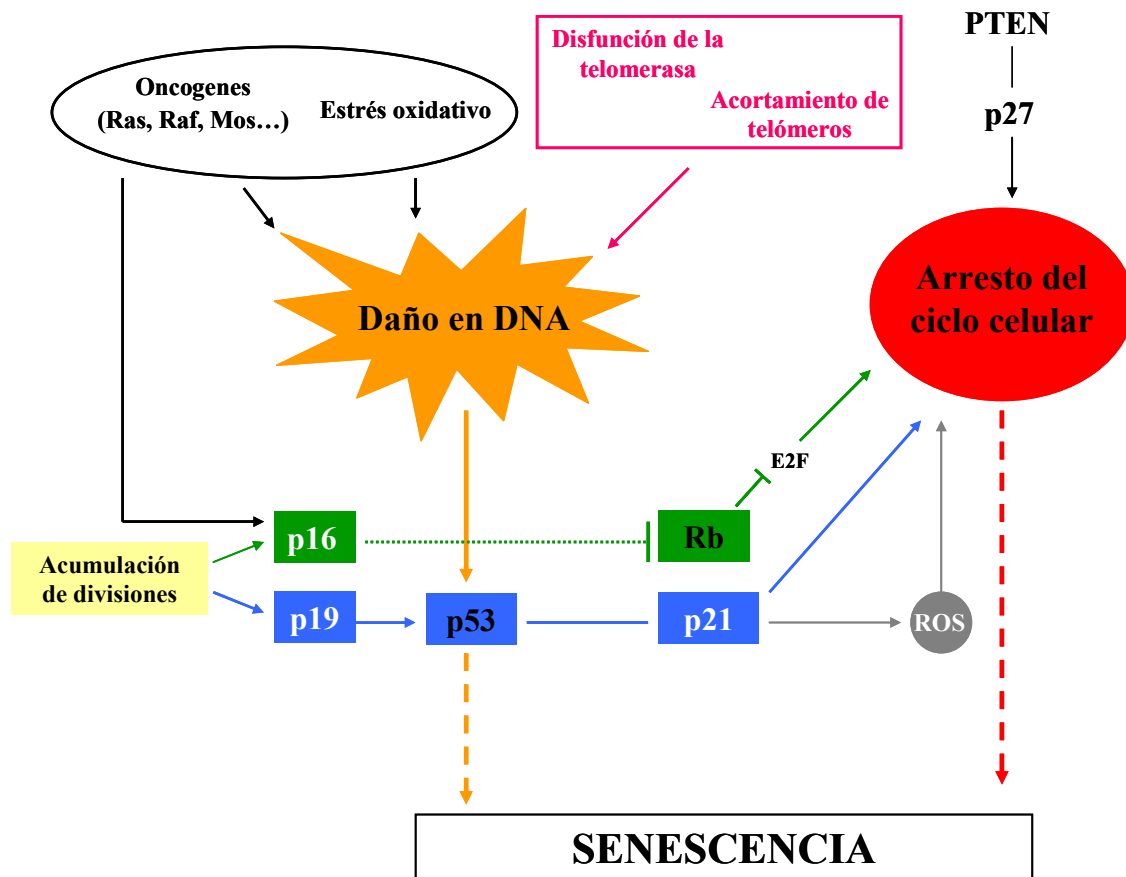 Oncogenes
(Ras, Raf, Mos…)
Estrés oxidativo
Disfunción de la
telomerasa
Acortamiento de
telómeros
PTEN
p27
Daño en DNA
Arresto del
ciclo celular
E2F
p16
Rb
Acumulación
de divisiones
p19
p53
p21
ROS
SENESCENCIA